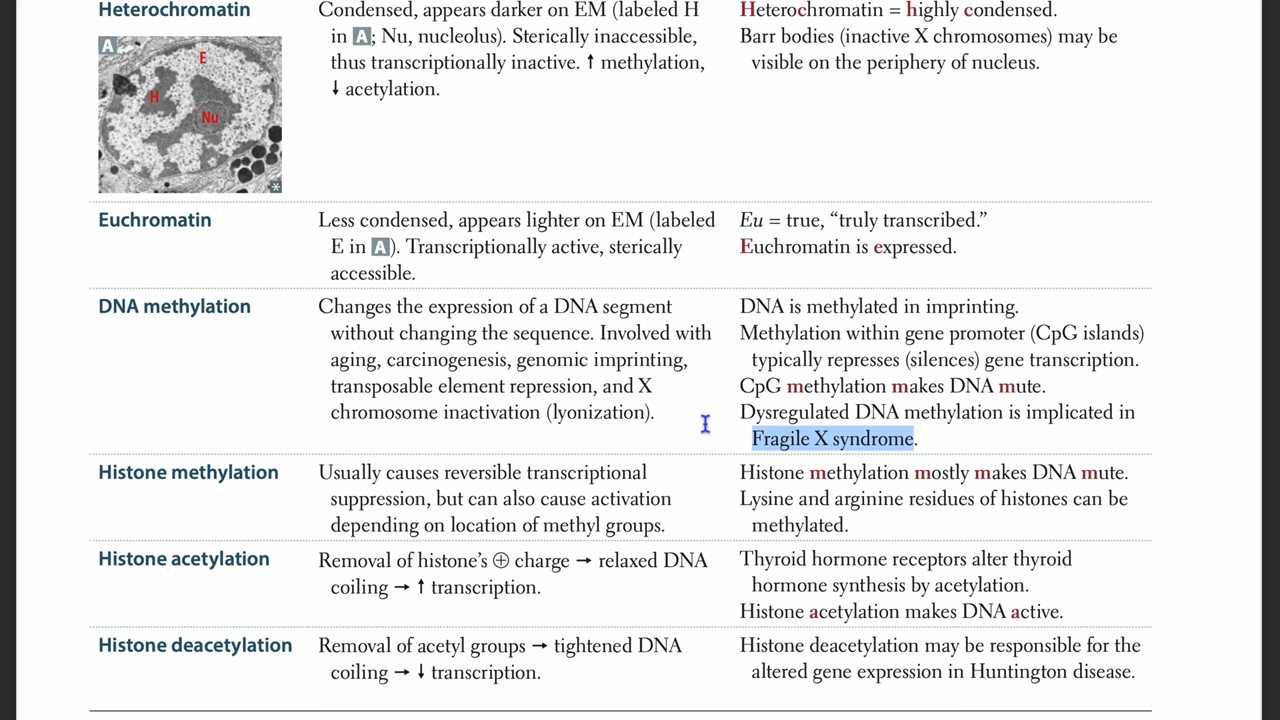 Heterochromatin
Condensed, appears darker on EM (labeled H
in A; Nu, nucleolus). Sterically inaccessible,
thus transcriptionally inactive. ↑ methylation,
↓ acetylation.
Heterochromatin = highly condensed.
Barr bodies (inactive X chromosomes) may be
visible on the periphery of nucleus.
A
E
H
Nu
*
Euchromatin
Less condensed, appears lighter on EM (labeled
E in A). Transcriptionally active, sterically
accessible.
Eu = true, “truly transcribed.”
Euchromatin is expressed.
DNA methylation
Changes the expression of a DNA segment
without changing the sequence. Involved with
aging, carcinogenesis, genomic imprinting,
transposable element repression, and X
chromosome inactivation (lyonization).
DNA is methylated in imprinting.
Methylation within gene promoter (CpG islands)
typically represses (silences) gene transcription.
CpG methylation makes DNA mute.
Dysregulated DNA methylation is implicated in
Fragile X syndrome.
Histone methylation
Usually causes reversible transcriptional
suppression, but can also cause activation
depending on location of methyl groups.
Histone methylation mostly makes DNA mute.
Lysine and arginine residues of histones can be
methylated.
Histone acetylation
Removal of histone’s ⊕ charge → relaxed DNA
coiling → ↑ transcription.
Thyroid hormone receptors alter thyroid
hormone synthesis by acetylation.
Histone acetylation makes DNA active.
Histone deacetylation
Removal of acetyl groups → tightened DNA
coiling → ↓ transcription.
Histone deacetylation may be responsible for the
altered gene expression in Huntington disease.